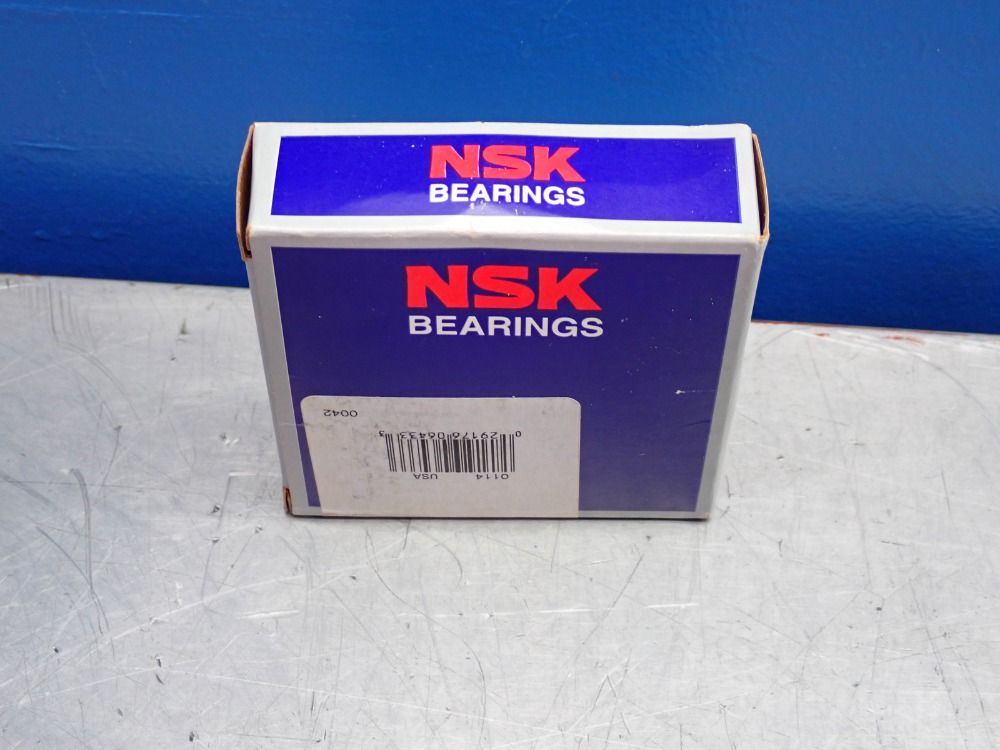 NSK
BEARINGS
NSK
BEARINGS
0114 USA
0 29176 06433 3
0042